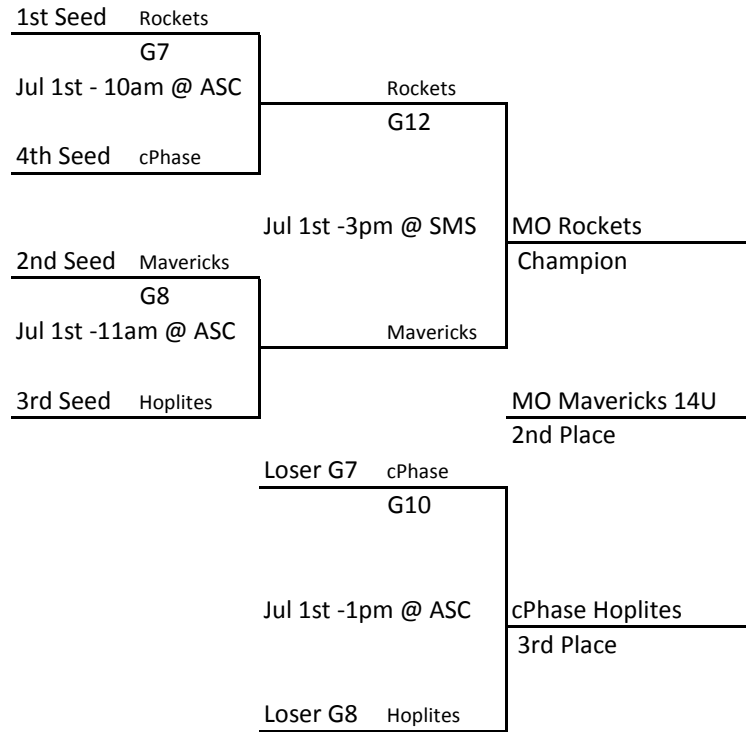 1st Seed Rockets
G7
Jul 1st - 10am @ ASC
Rockets
G12
4th Seed cPhase
Jul 1st -3pm @ SMS
MO Rockets
Champion
2nd Seed Mavericks
G8
Jul 1st -11am @ ASC
Mavericks
3rd Seed Hoplites
MO Mavericks 14U
2nd Place
Loser G7 cPhase
G10
Jul 1st -1pm @ ASC
cPhase Hoplites
3rd Place
Loser G8 Hoplites